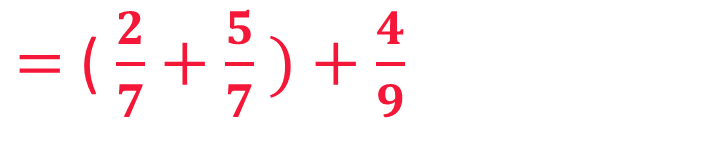 = (2/7 + 5/7) + 4/9